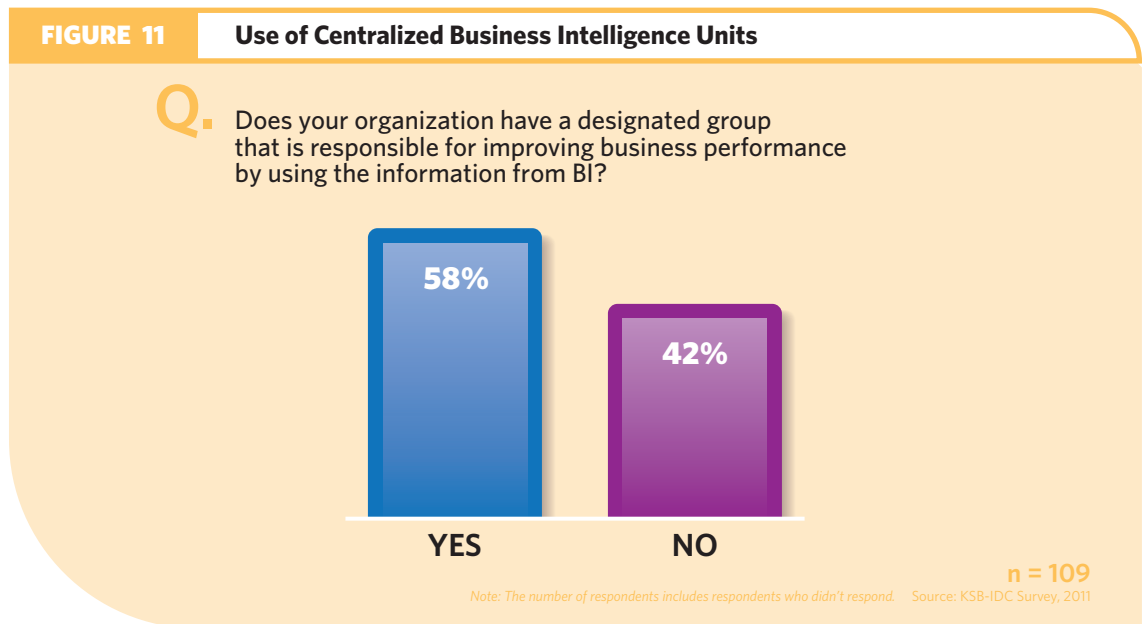 FIGURE 11
Use of Centralized Business Intelligence Units
Q.
Does your organization have a designated group
that is responsible for improving business performance
by using the information from BI?
58%
42%
YES
NO
n = 109
Note: The number of respondents includes respondents who didn't respond. Source: KSB-IDC Survey, 2011